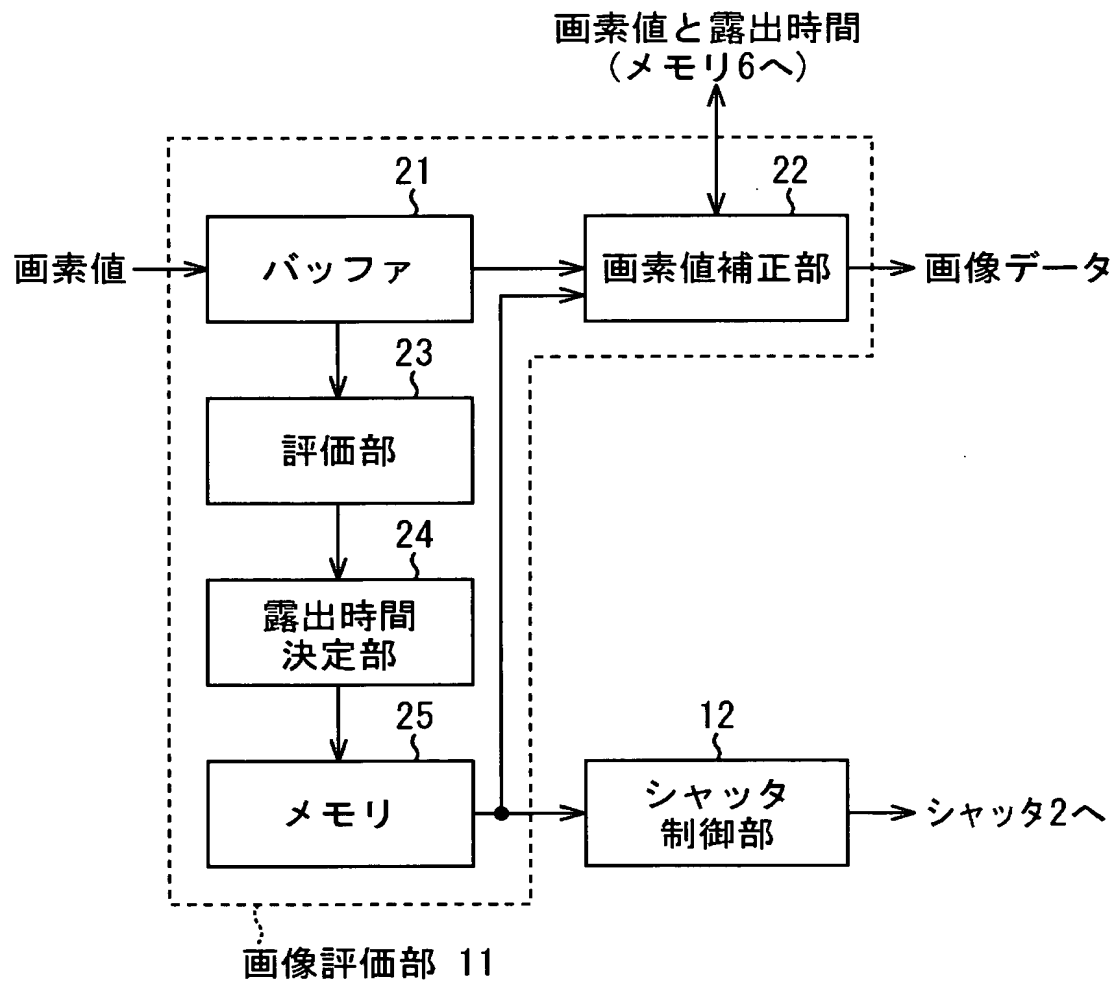 画素値と露出時間
(メモリ6へ)
21
22
画素値
バッファ
画素値補正部
画像データ
23
評価部
24
露出時間
決定部
25
12
メモリ
シャッタ
制御部
シャッタ2へ
画像評価部 11